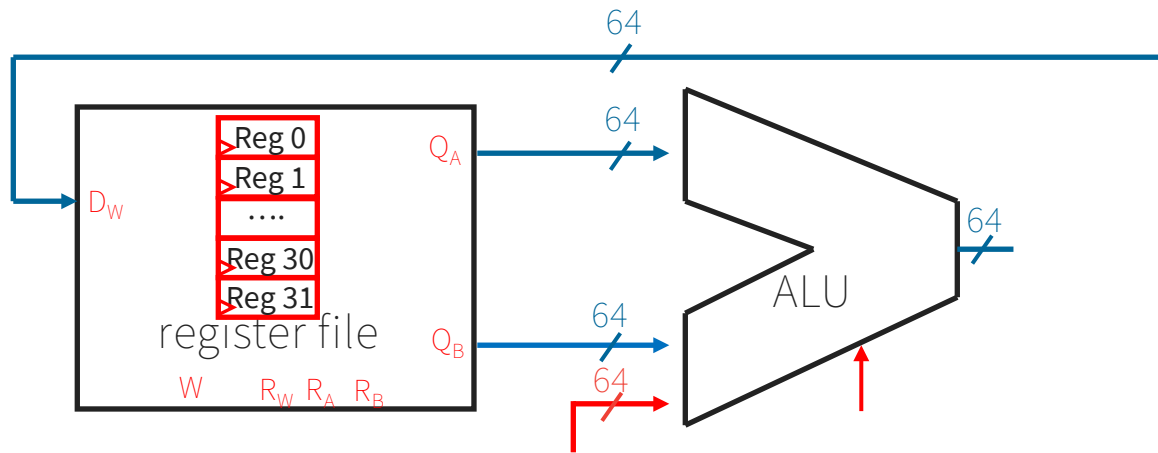 64
64
Reg 0
Q_A
Reg 1
D_W
....
64
Reg 30
ALU
Reg 31
64
register file
Q_B
64
W R_W R_A R_B